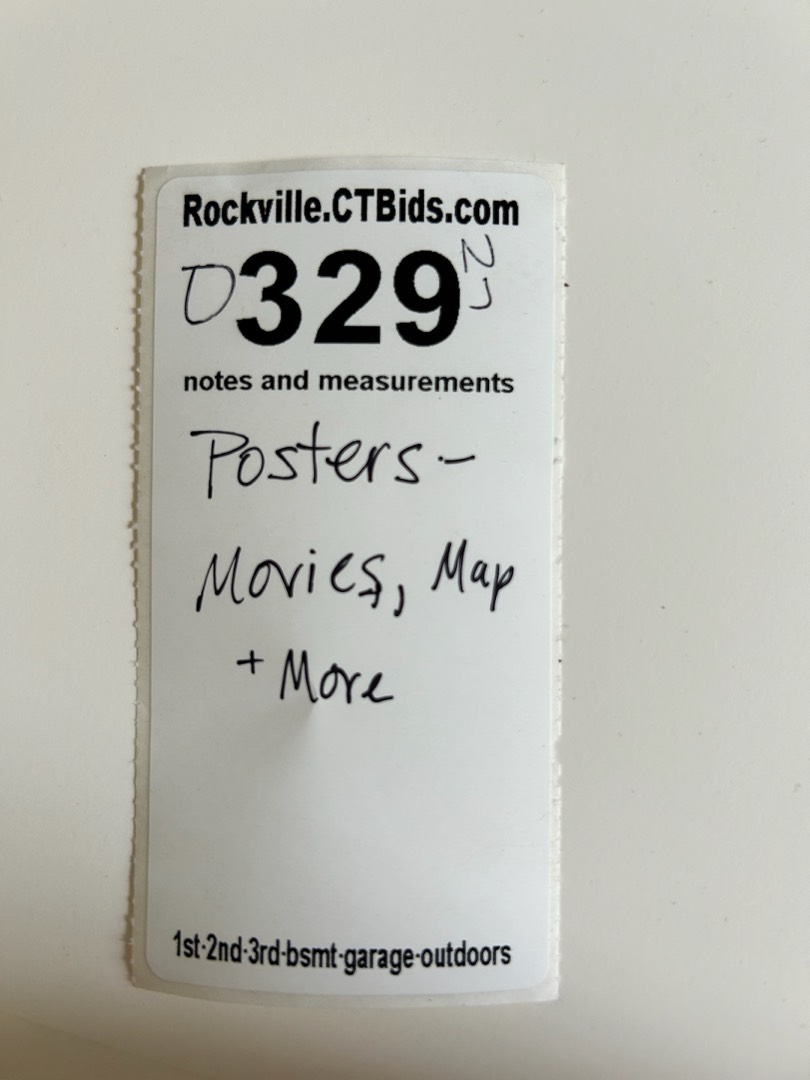 Rockville.CTBids.com
D329 NJ
notes and measurements
Posters-
Movies, Map
+ More
1st-2nd-3rd-bsmt-garage-outdoors